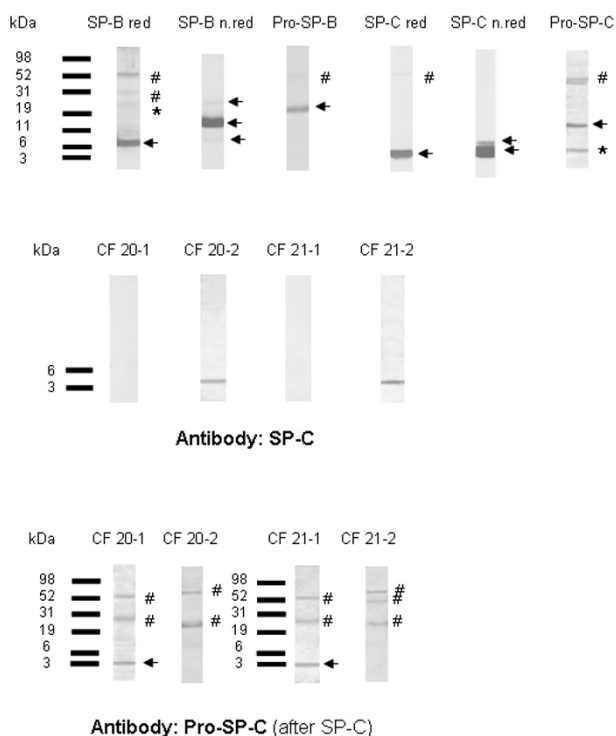 kDa SP-B red SP-B n.red Pro-SP-B SP-C red SP-C n.red Pro-SP-C
98
52 # # # #
31 #
19 *
11
6
3 *
kDa CF 20-1 CF 20-2 CF 21-1 CF 21-2
6
3
Antibody: SP-C
kDa CF 20-1 CF 20-2 CF 21-1 CF 21-2
98 98 #
52 # # 52 # #
31 31
19 # # 19 # #
6 6
3 3
Antibody: Pro-SP-C (after SP-C)